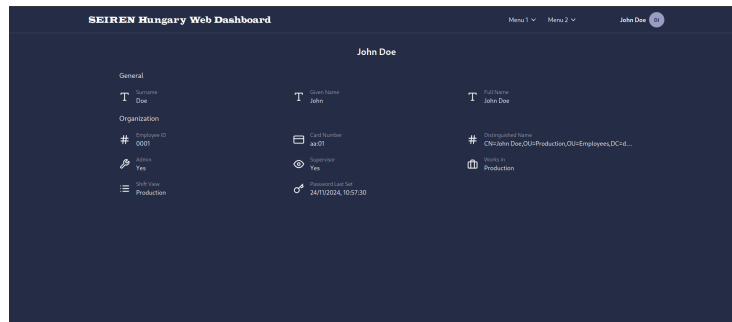 SEIREN Hungary Web Dashboard
Menu 1
Menu 2
John Doe
John Doe
General
Surname
Doe
Given Name
John
Full Name
John Doe
Organization
Employee ID
0001
Card Number
aa:01
Distinguished Name
CN=John Doe,OU=Production,OU=Employees,DC=d...
Admin
Yes
Supervisor
Yes
Works In
Production
Shift View
Production
Password Last Set
24/11/2024, 10:57:30